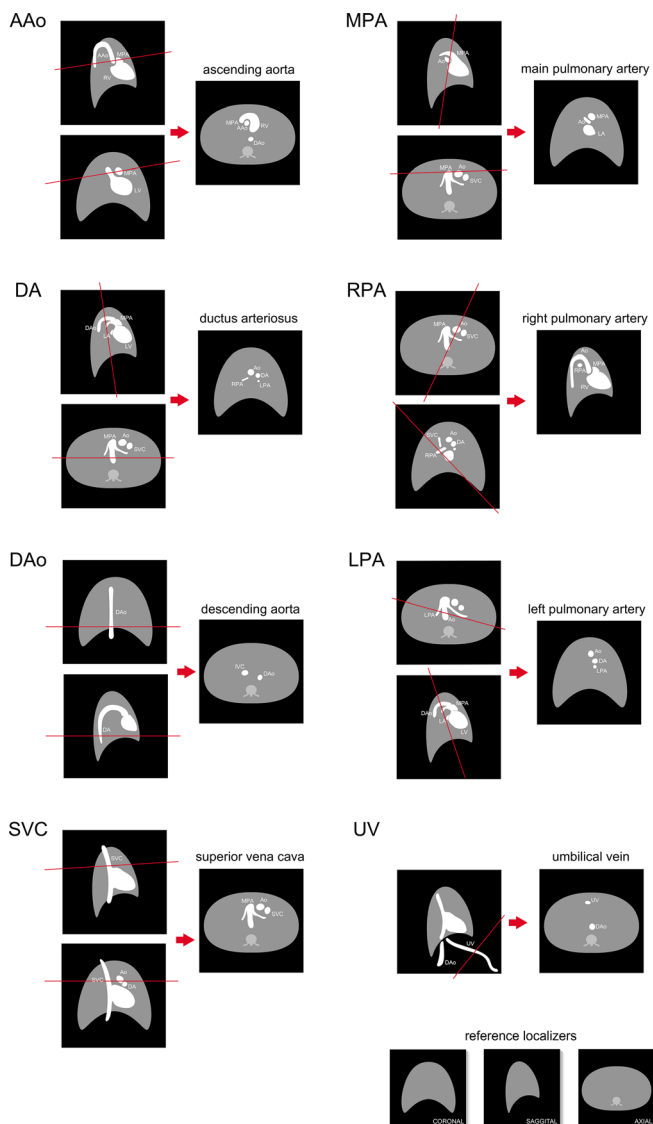 AAo
AAo
MPA
RV
MPA
LV
ascending aorta
MPA
AAo
RV
DAo
MPA
MPA
Ao
MPA
Ao
SVC
main pulmonary artery
Ao
MPA
LA
DA
DAo
MPA
LA
LV
MPA
Ao
SVC
ductus arteriosus
Ao
DA
RPA
LPA
RPA
MPA
Ao
SVC
SVC
Ao
DA
RPA
right pulmonary artery
Ao
MPA
RPA
RV
DAo
DAo
DA
descending aorta
IVC
DAo
LPA
LPA
Ao
DAo
MPA
LA
LV
left pulmonary artery
Ao
DA
LPA
SVC
SVC
SVC
Ao
DA
superior vena cava
MPA
Ao
SVC
UV
UV
DAo
umbilical vein
UV
DAo
reference localizers
CORONAL
SAGGITAL
AXIAL